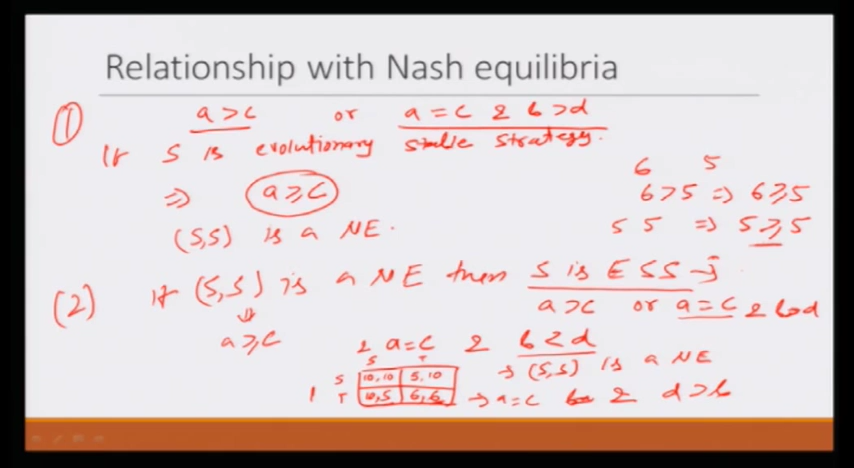 Relationship with Nash equilibria
① a>c or a=c & b>d
If S is evolutionary stable strategy.
⇒ a⩾c
(S,S) is a NE.
6 5
6>5 ⇒ 6⩾5
5 5 ⇒ 5⩾5
(2) If (S,S) is a NE then S is ESS
⇓
a⩾c
a>c or a=c & b>d
a=c & b<d
→ (S,S) is a NE
2
S T
S 10,10 5,10
1 T 10,5 6,6
→ a=c & d>b